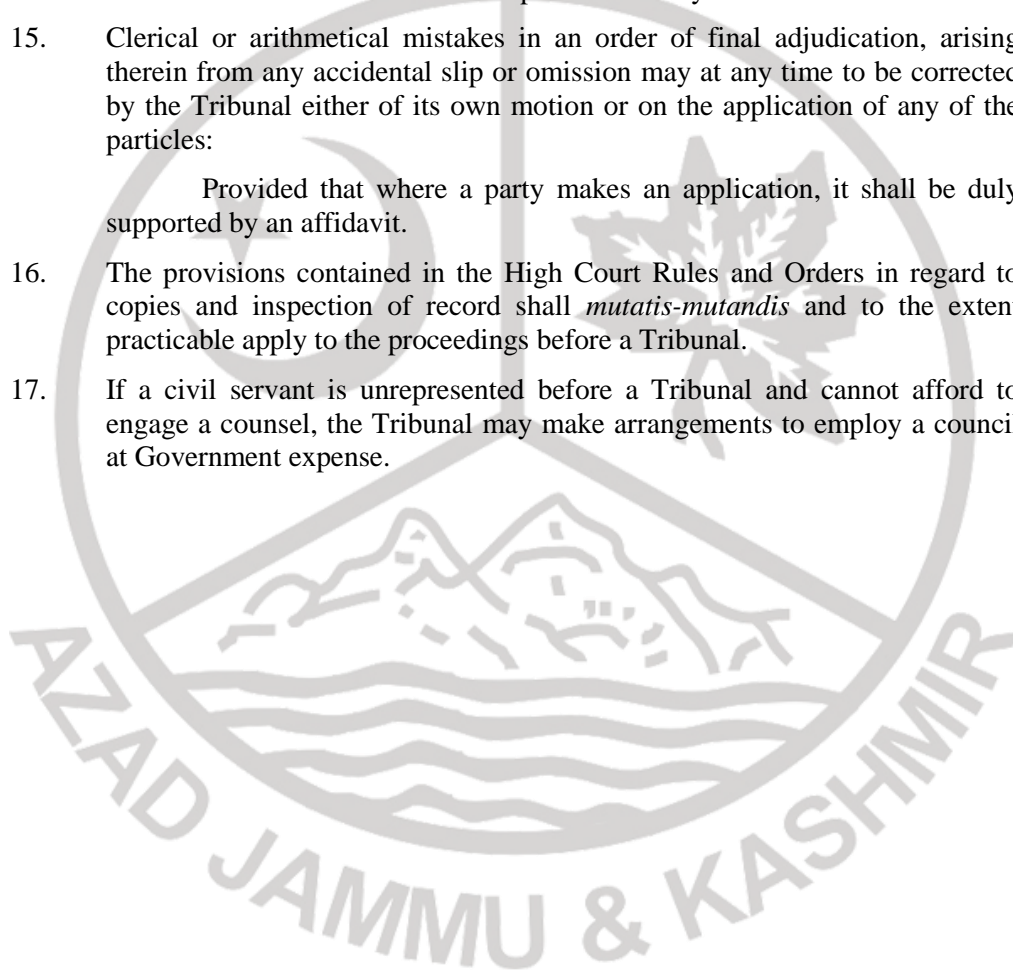 15. Clerical or arithmetical mistakes in an order of final adjudication, arising
therein from any accidental slip or omission may at any time to be corrected
by the Tribunal either of its own motion or on the application of any of the
particles:
Provided that where a party makes an application, it shall be duly
supported by an affidavit.
16. The provisions contained in the High Court Rules and Orders in regard to
copies and inspection of record shall mutatis-mutandis and to the extent
practicable apply to the proceedings before a Tribunal.
17. If a civil servant is unrepresented before a Tribunal and cannot afford to
engage a counsel, the Tribunal may make arrangements to employ a council
at Government expense.
AZAD JAMMU & KASHMIR